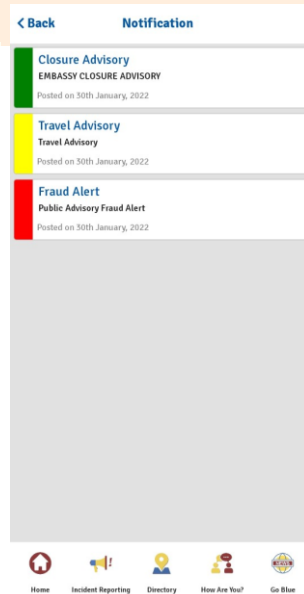 < Back Notification
Closure Advisory
EMBASSY CLOSURE ADVISORY
Posted on 30th January, 2022
Travel Advisory
Travel Advisory
Posted on 30th January, 2022
Fraud Alert
Public Advisory Fraud Alert
Posted on 30th January, 2022
NEWS
Home Incident Reporting Directory How Are You? Go Blue